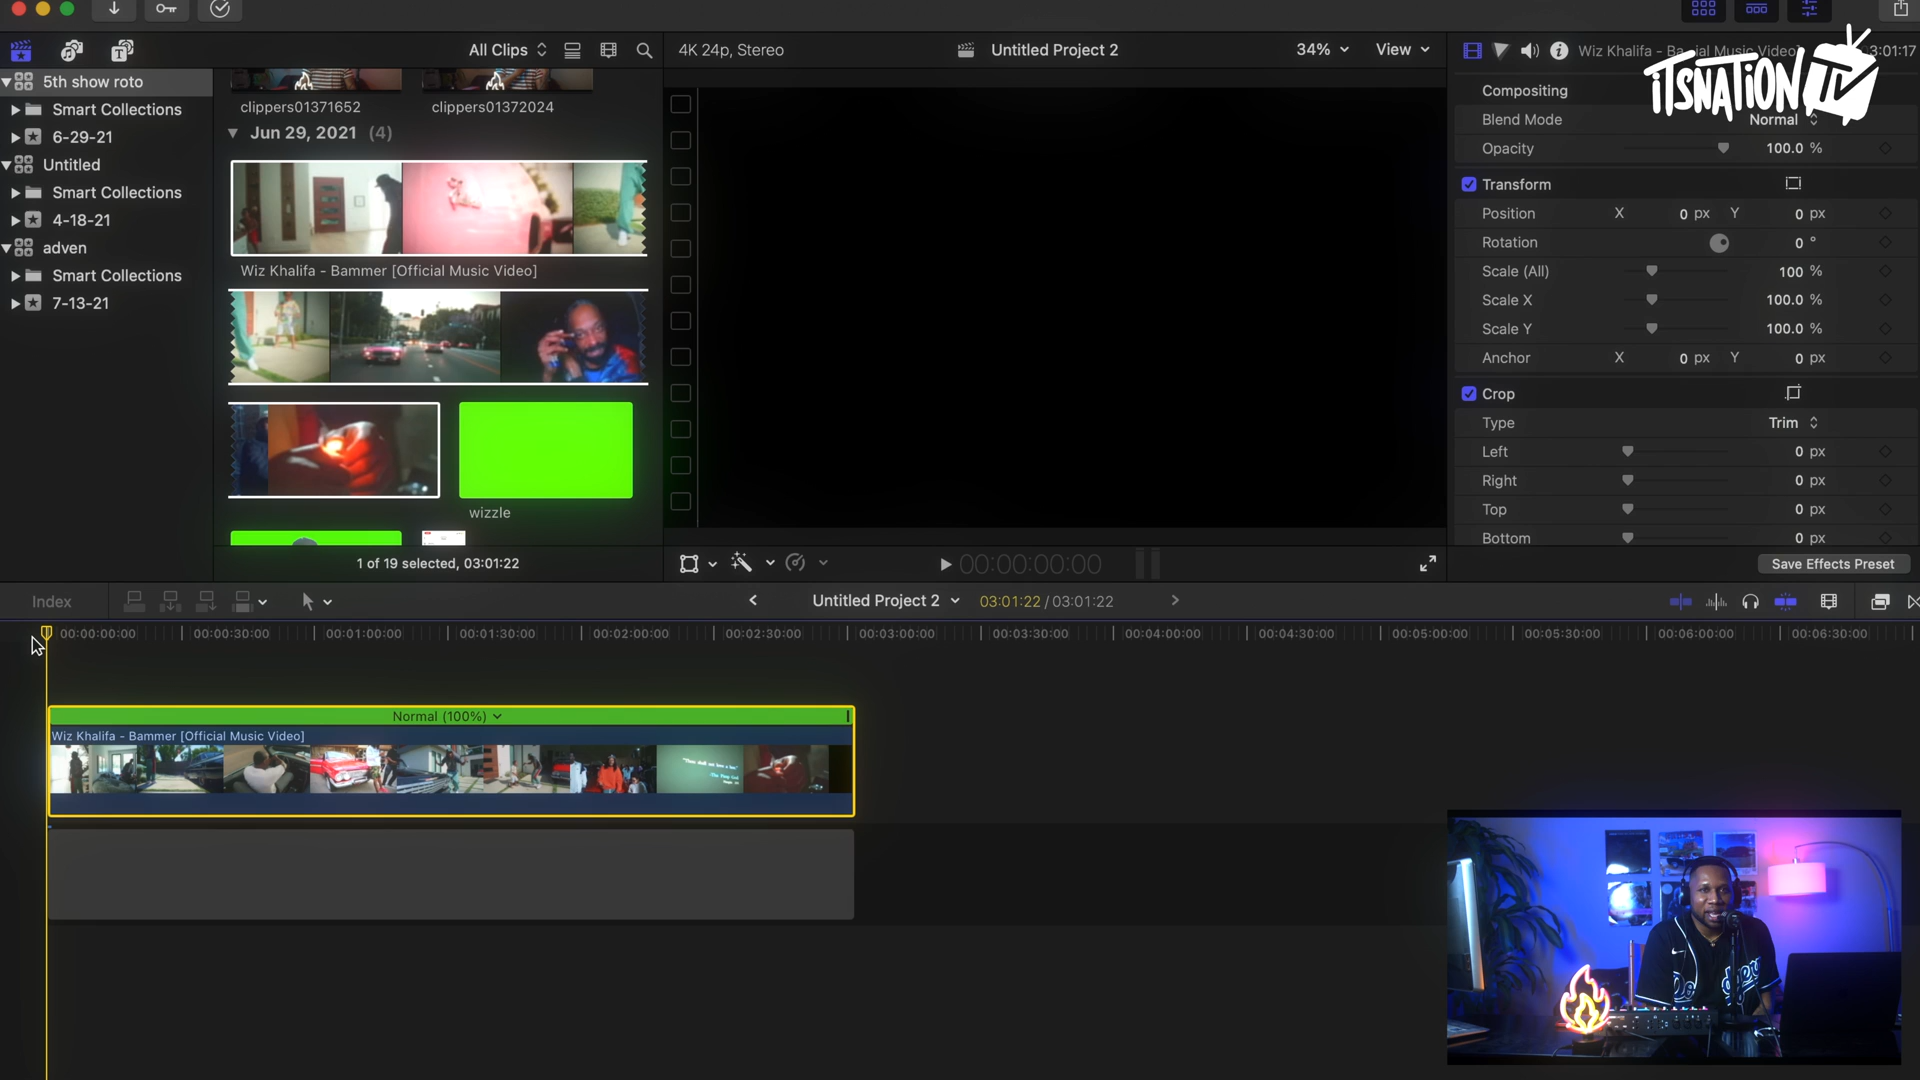 All Clips
4K 24p, Stereo
Untitled Project 2
34%
View
Wiz Khalifa - Ba
Music Video]
3:01:17
ITSNATION TV
5th show roto
Smart Collections
6-29-21
Untitled
Smart Collections
4-18-21
adven
Smart Collections
7-13-21
clippers01371652
clippers01372024
Jun 29, 2021 (4)
Wiz Khalifa - Bammer [Official Music Video]
wizzle
1 of 19 selected, 03:01:22
00:00:00:00
Compositing
Blend Mode
Normal
Opacity
100.0 %
Transform
Position X 0 px Y 0 px
Rotation 0 °
Scale (All) 100 %
Scale X 100.0 %
Scale Y 100.0 %
Anchor X 0 px Y 0 px
Crop
Type Trim
Left 0 px
Right 0 px
Top 0 px
Bottom 0 px
Save Effects Preset
Index
Untitled Project 2
03:01:22 / 03:01:22
00:00:00:00
00:00:30:00
00:01:00:00
00:01:30:00
00:02:00:00
00:02:30:00
00:03:00:00
00:03:30:00
00:04:00:00
00:04:30:00
00:05:00:00
00:05:30:00
00:06:00:00
00:06:30:00
Normal (100%)
Wiz Khalifa - Bammer [Official Music Video]